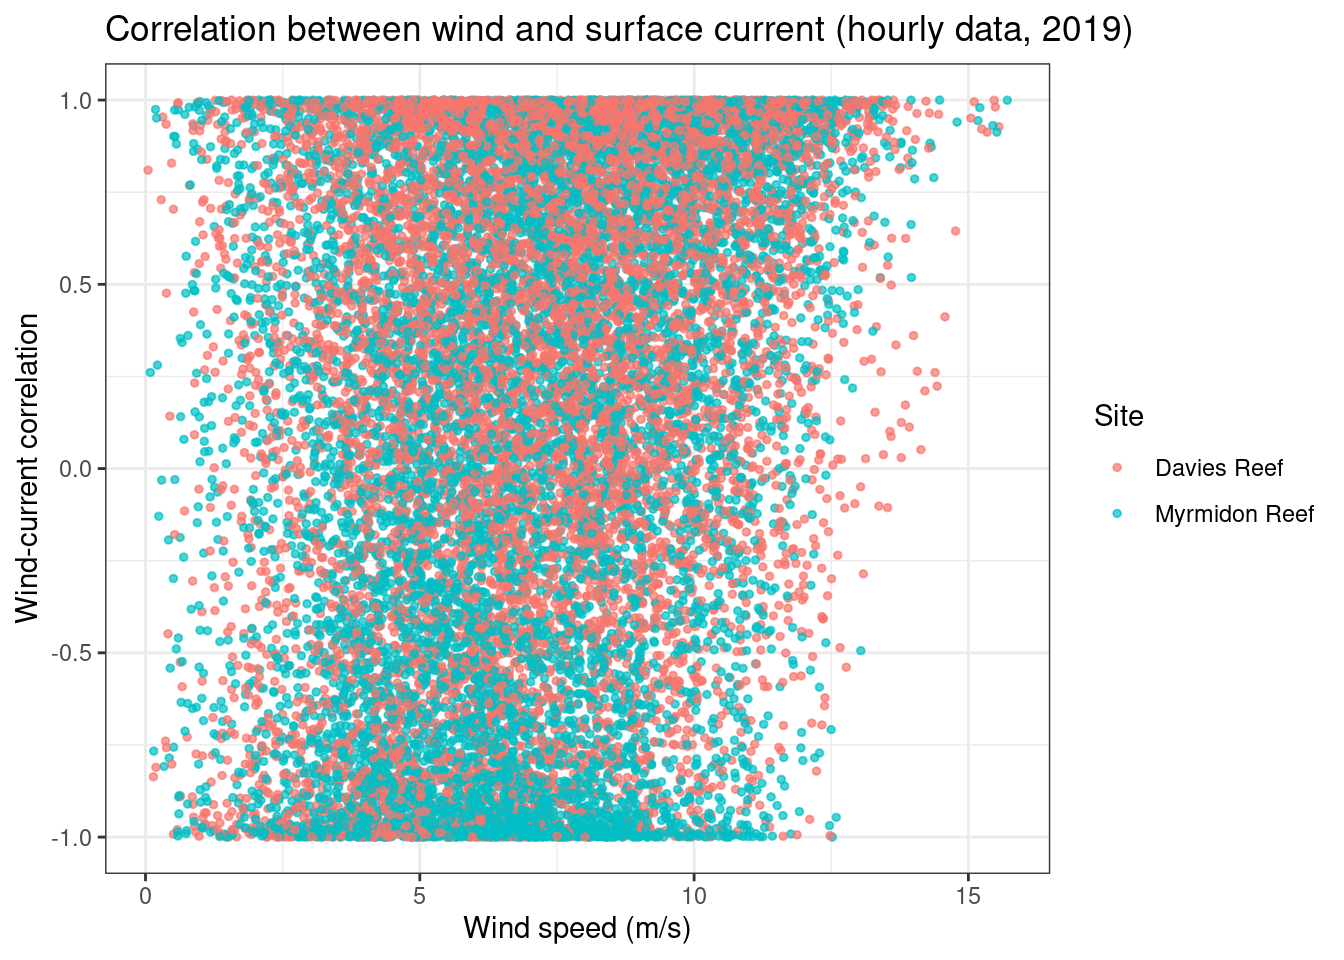 Correlation between wind and surface current (hourly data, 2019)
Wind-current correlation
1.0
0.5
0.0
-0.5
-1.0
0 5 10 15
Wind speed (m/s)
Site
Davies Reef
Myrmidon Reef